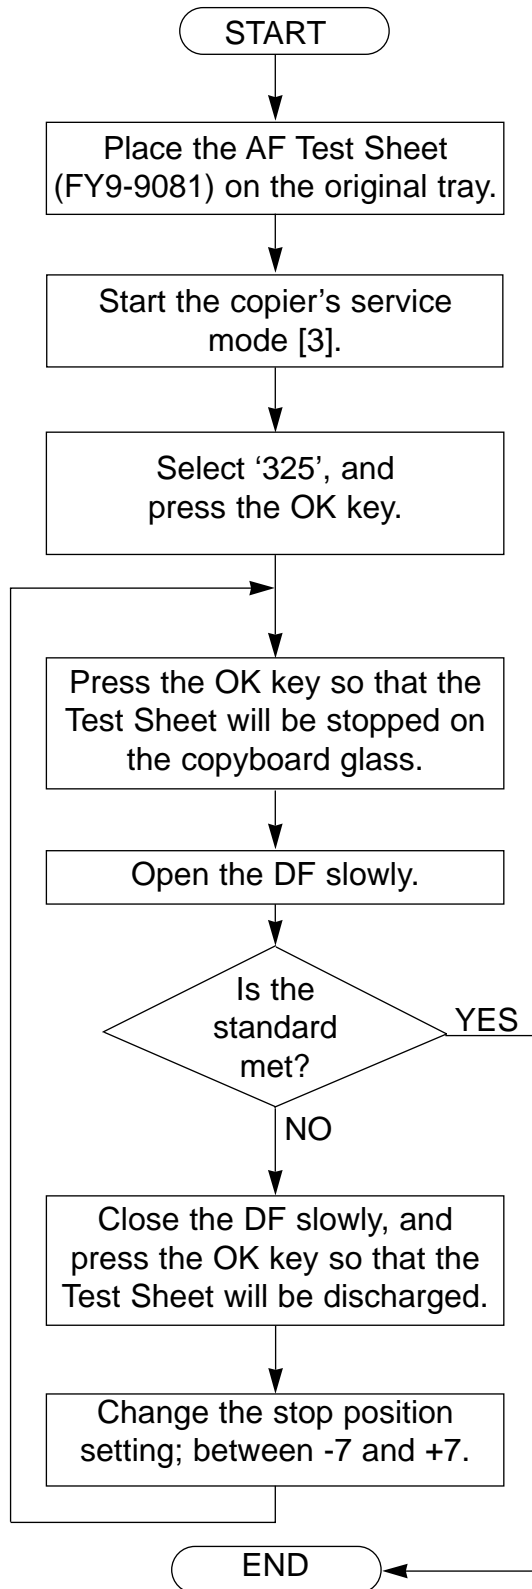 START
Place the AF Test Sheet
(FY9-9081) on the original tray.
Start the copier’s service
mode [3].
Select ‘325’, and
press the OK key.
Press the OK key so that the
Test Sheet will be stopped on
the copyboard glass.
Open the DF slowly.
Is the
standard
met?
YES
NO
Close the DF slowly, and
press the OK key so that the
Test Sheet will be discharged.
Change the stop position
setting; between -7 and +7.
END